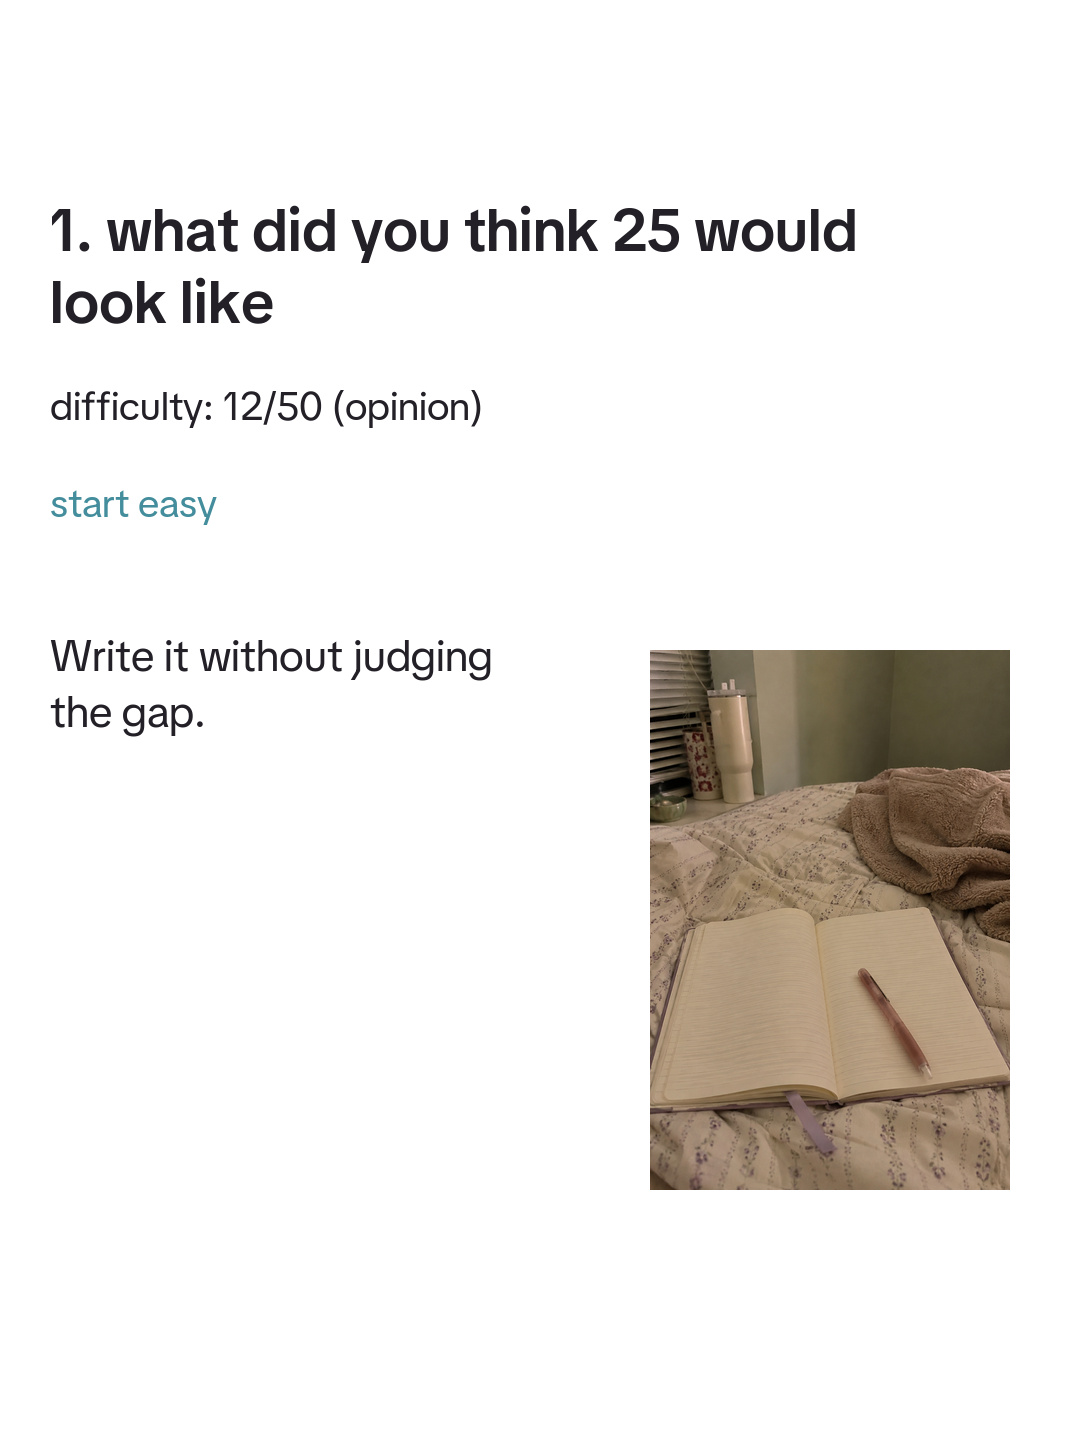 1. what did you think 25 would
look like
difficulty: 12/50 (opinion)
start easy
Write it without judging
the gap.